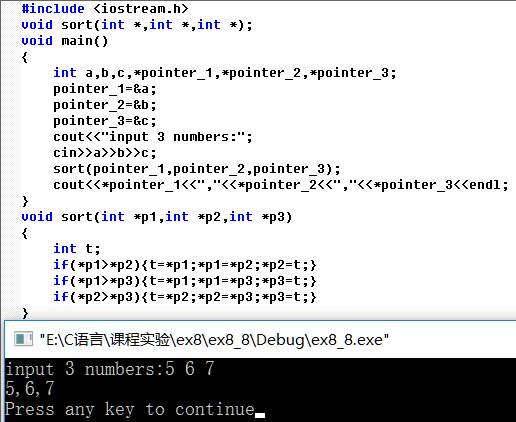 #include <iostream.h>
void sort(int *,int *,int *);
void main()
{
    int a,b,c,*pointer_1,*pointer_2,*pointer_3;
    pointer_1=&a;
    pointer_2=&b;
    pointer_3=&c;
    cout<<"input 3 numbers:";
    cin>>a>>b>>c;
    sort(pointer_1,pointer_2,pointer_3);
    cout<<*pointer_1<<","<<*pointer_2<<","<<*pointer_3<<endl;
}
void sort(int *p1,int *p2,int *p3)
{
    int t;
    if(*p1>*p2){t=*p1;*p1=*p2;*p2=t;}
    if(*p1>*p3){t=*p1;*p1=*p3;*p3=t;}
    if(*p2>*p3){t=*p2;*p2=*p3;*p3=t;}
}
"E:\C语言\课程实验\ex8\ex8_8\Debug\ex8_8.exe"
input 3 numbers:5 6 7
5,6,7
Press any key to continue